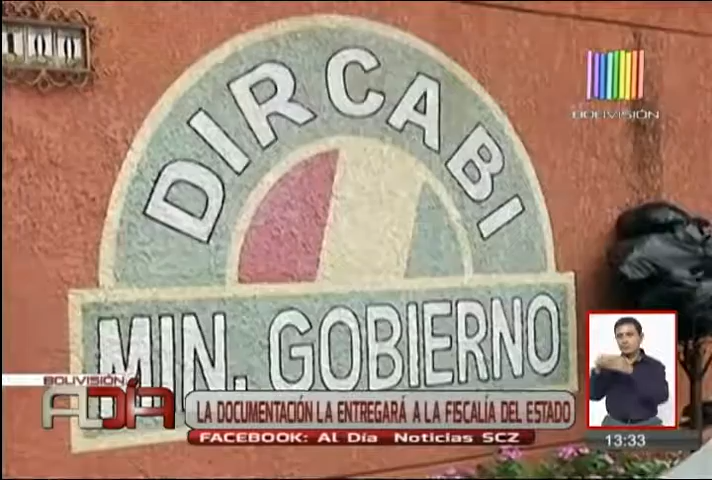 100
DIRCABI
BOLIVISIÓN
MIN. GOBIERNO
BOLIVISIÓN
AL DÍA
LA DOCUMENTACIÓN LA ENTREGARÁ A LA FISCALÍA DEL ESTADO
FACEBOOK: Al Día Noticias SCZ
13:33